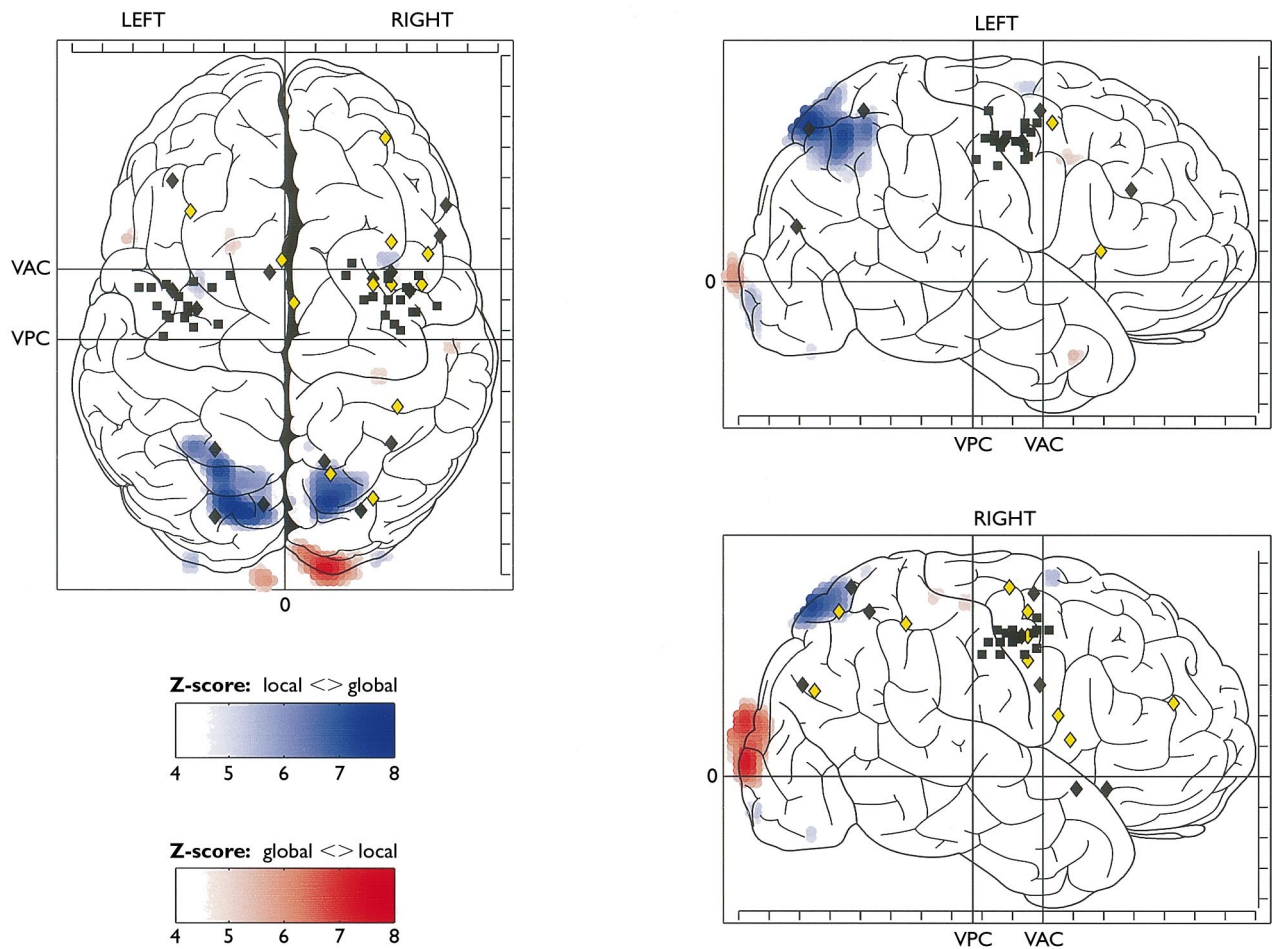 LEFT RIGHT
VAC
VPC
0
Z-score: local <> global
4 5 6 7 8
Z-score: global <> local
4 5 6 7 8
LEFT
0
VPC VAC
RIGHT
0
VPC VAC